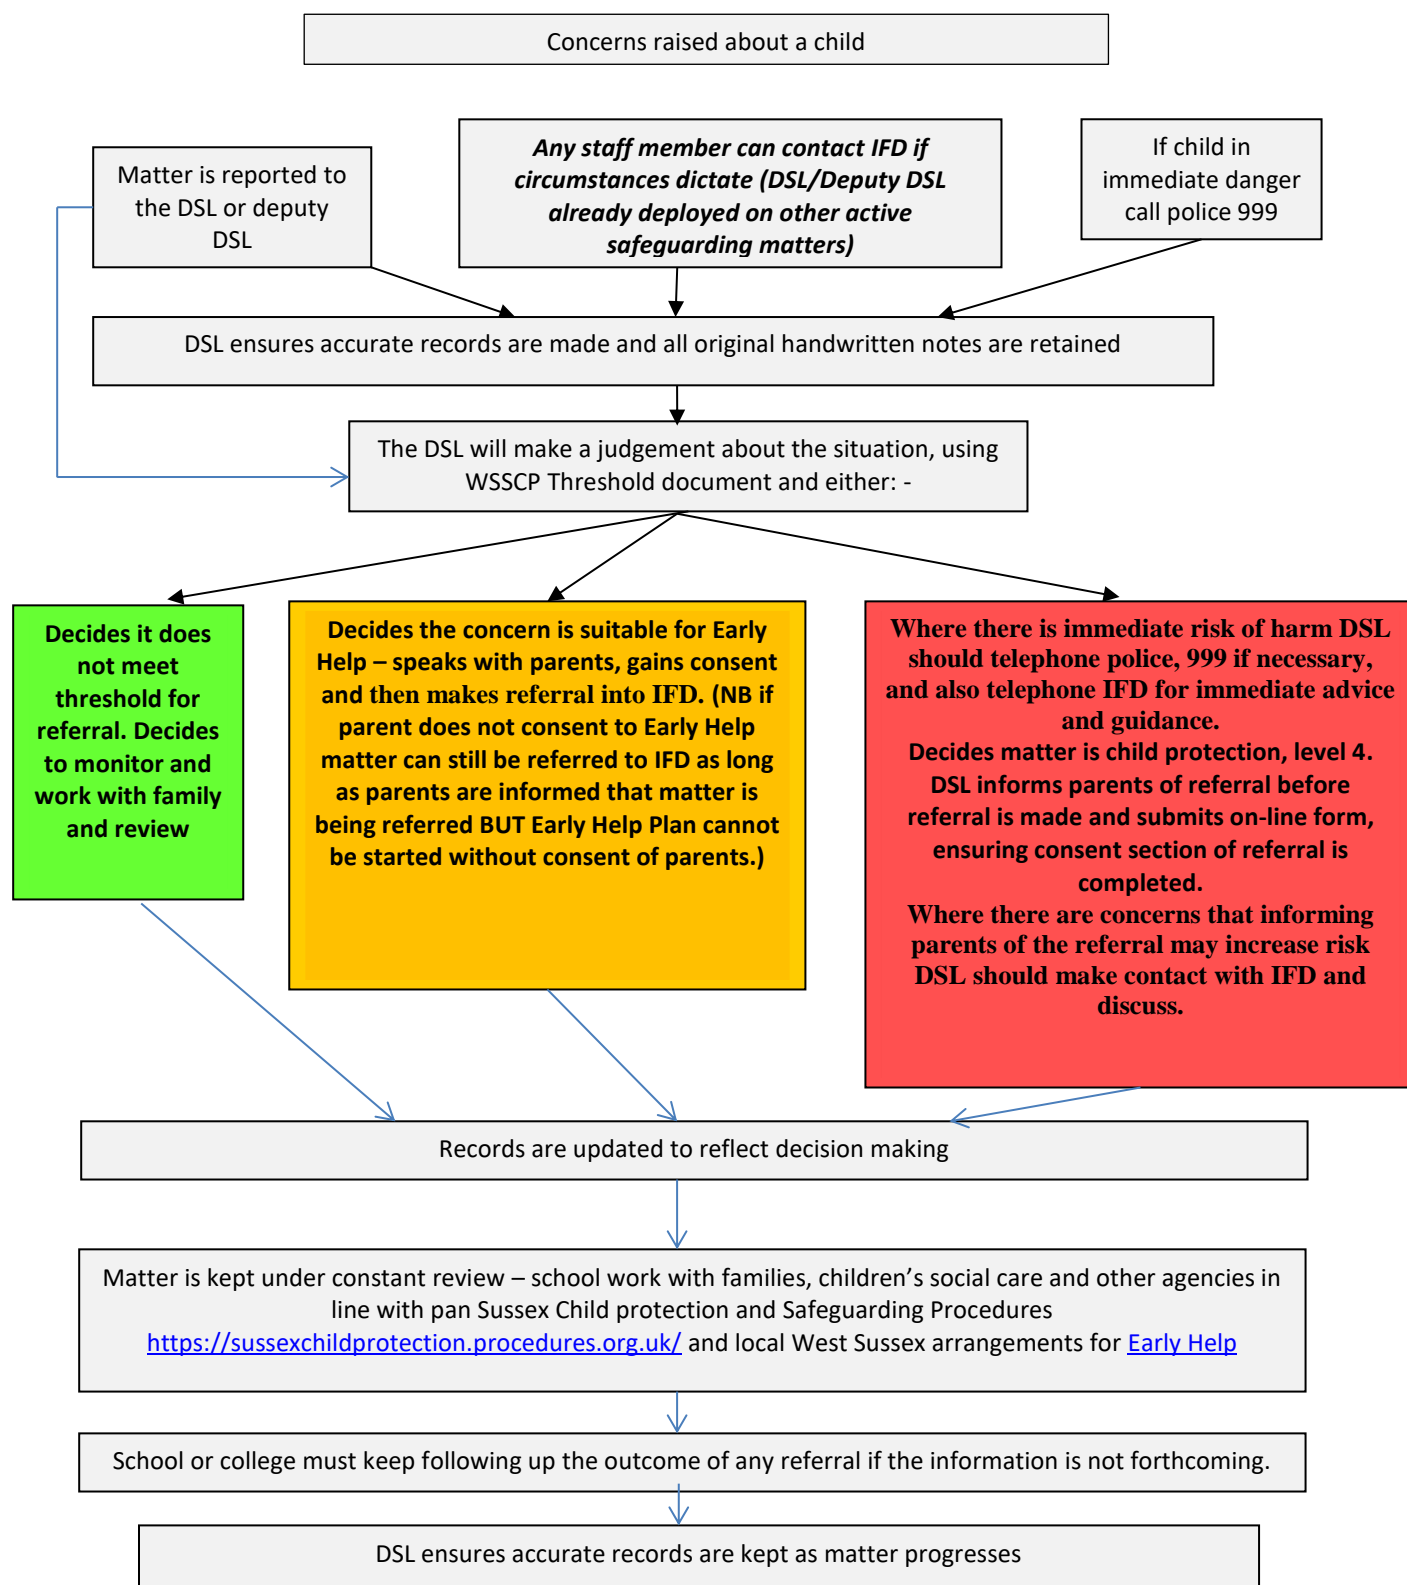 Concerns raised about a child
Matter is reported to
the DSL or deputy
DSL
Any staff member can contact IFD if
circumstances dictate (DSL/Deputy DSL
already deployed on other active
safeguarding matters)
If child in
immediate danger
call police 999
DSL ensures accurate records are made and all original handwritten notes are retained
The DSL will make a judgement about the situation, using
WSSCP Threshold document and either: -
Decides it does
not meet
threshold for
referral. Decides
to monitor and
work with family
and review
Decides the concern is suitable for Early
Help – speaks with parents, gains consent
and then makes referral into IFD. (NB if
parent does not consent to Early Help
matter can still be referred to IFD as long
as parents are informed that matter is
being referred BUT Early Help Plan cannot
be started without consent of parents.)
Where there is immediate risk of harm DSL
should telephone police, 999 if necessary,
and also telephone IFD for immediate advice
and guidance.
Decides matter is child protection, level 4.
DSL informs parents of referral before
referral is made and submits on-line form,
ensuring consent section of referral is
completed.
Where there are concerns that informing
parents of the referral may increase risk
DSL should make contact with IFD and
discuss.
Records are updated to reflect decision making
Matter is kept under constant review – school work with families, children’s social care and other agencies in
line with pan Sussex Child protection and Safeguarding Procedures
https://sussexchildprotection.procedures.org.uk/ and local West Sussex arrangements for Early Help
School or college must keep following up the outcome of any referral if the information is not forthcoming.
DSL ensures accurate records are kept as matter progresses